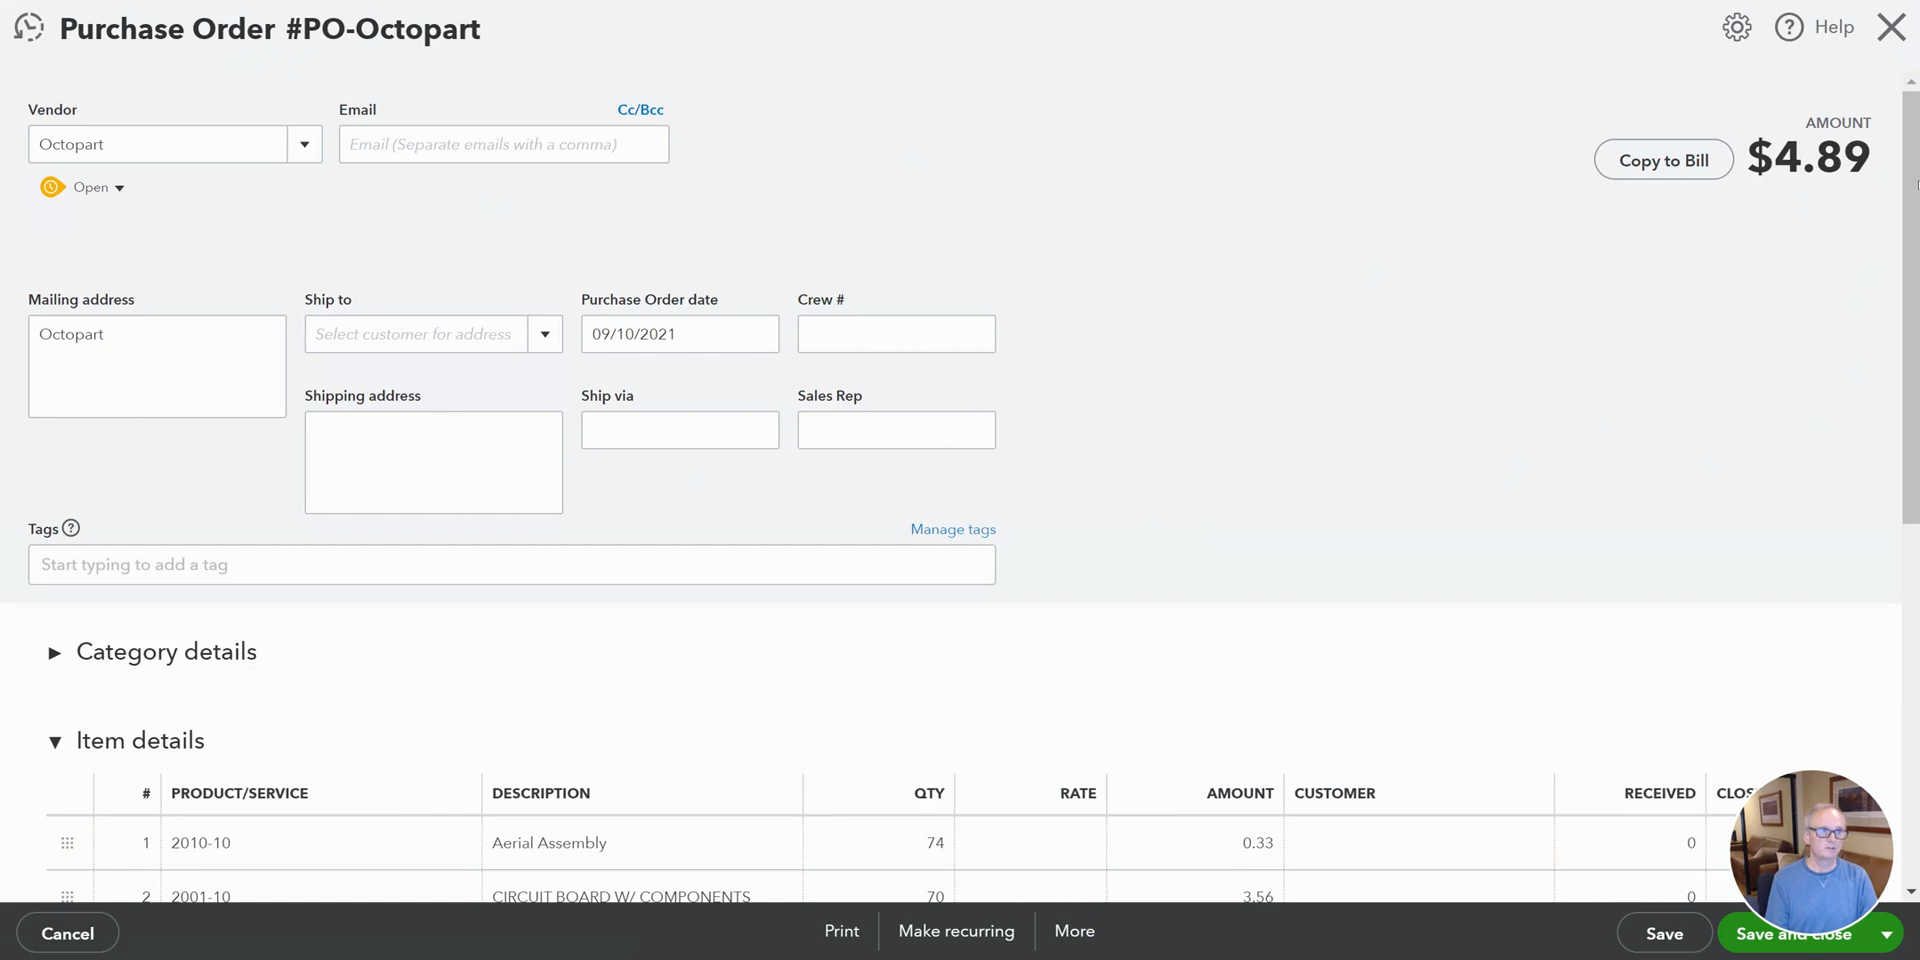 Purchase Order #PO-Octopart
Help
Vendor
Email
Cc/Bcc
Octopart
Email (Separate emails with a comma)
Open
AMOUNT
Copy to Bill
$4.89
Mailing address
Ship to
Purchase Order date
Crew #
Octopart
Select customer for address
09/10/2021
Shipping address
Ship via
Sales Rep
Tags
Manage tags
Start typing to add a tag
Category details
Item details
# PRODUCT/SERVICE DESCRIPTION QTY RATE AMOUNT CUSTOMER RECEIVED
1 2010-10 Aerial Assembly 74 0.33 0
2 2001-10 CIRCUIT BOARD W/ COMPONENTS 70 3.56 0
Cancel
Print
Make recurring
More
Save
Save and close